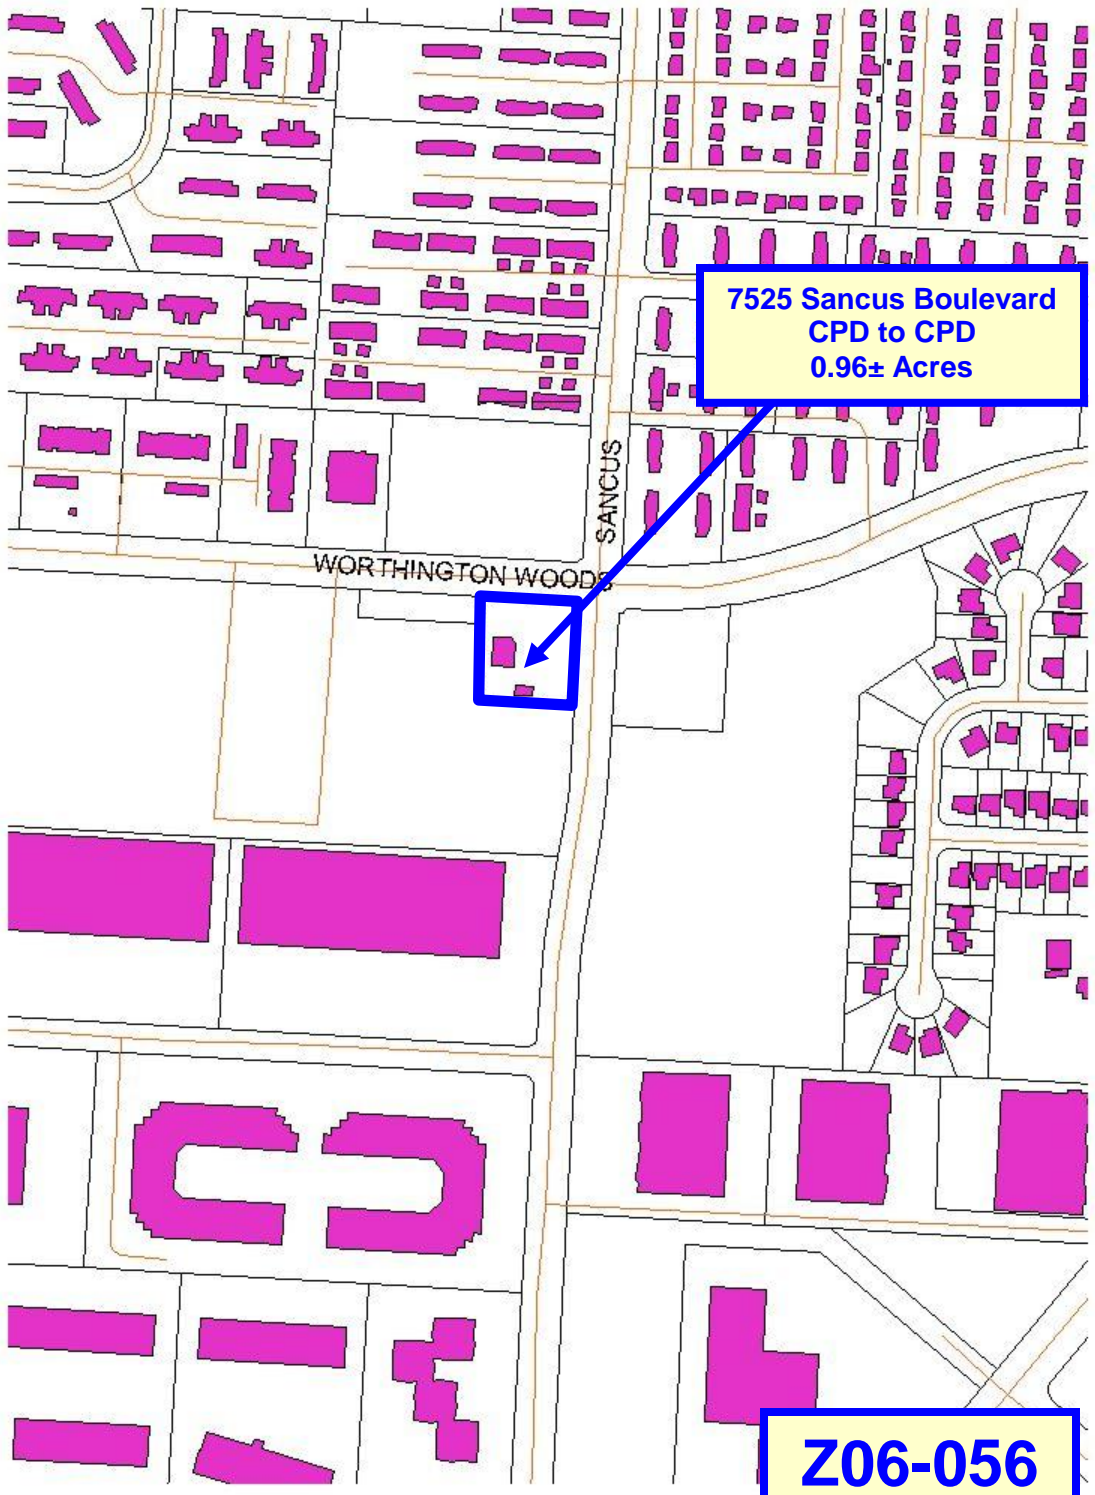 7525 Sancus Boulevard
CPD to CPD
0.96± Acres
SANCUS
WORTHINGTON WOODS
Z06-056